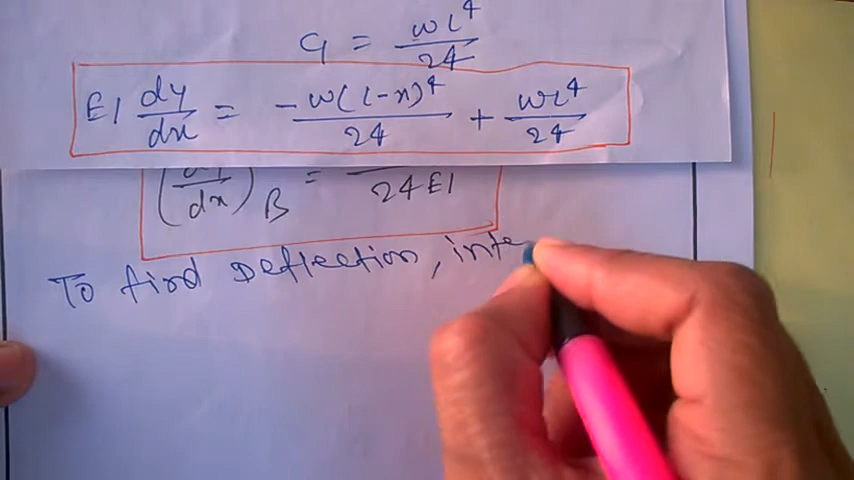 C₁ = wl⁴/24
EI dy/dx = -w(l-x)⁴/24 + wl⁴/24
(dy/dx)B = /24EI
To find Deflection, inte